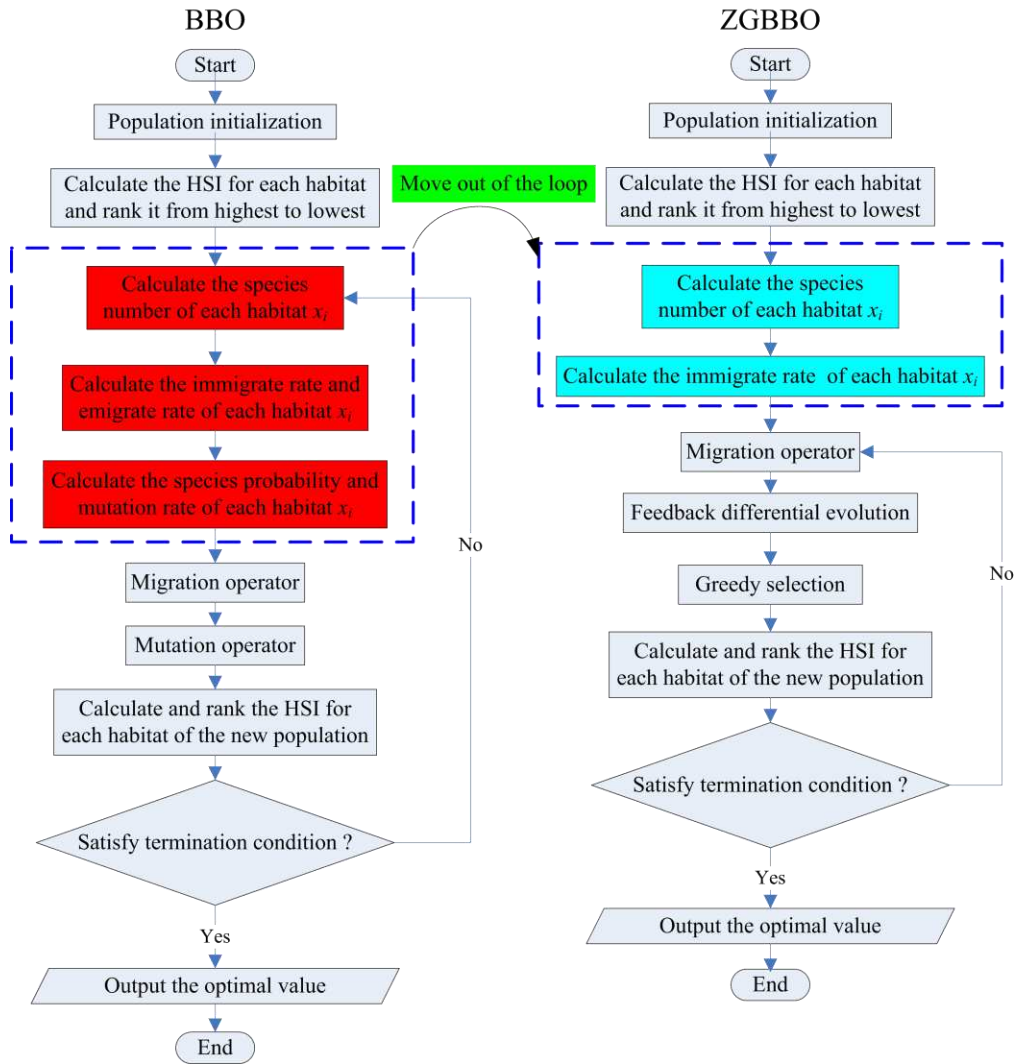 BBO
Start
Population initialization
Calculate the HSI for each habitat
and rank it from highest to lowest
Calculate the species
number of each habitat xi
Calculate the immigrate rate and
emigrate rate of each habitat xi
Calculate the species probability and
mutation rate of each habitat xi
Migration operator
Mutation operator
Calculate and rank the HSI for
each habitat of the new population
Satisfy termination condition ?
No
Yes
Output the optimal value
End
Move out of the loop
ZGBBO
Start
Population initialization
Calculate the HSI for each habitat
and rank it from highest to lowest
Calculate the species
number of each habitat xi
Calculate the immigrate rate of each habitat xi
Migration operator
Feedback differential evolution
Greedy selection
Calculate and rank the HSI for
each habitat of the new population
Satisfy termination condition ?
No
Yes
Output the optimal value
End